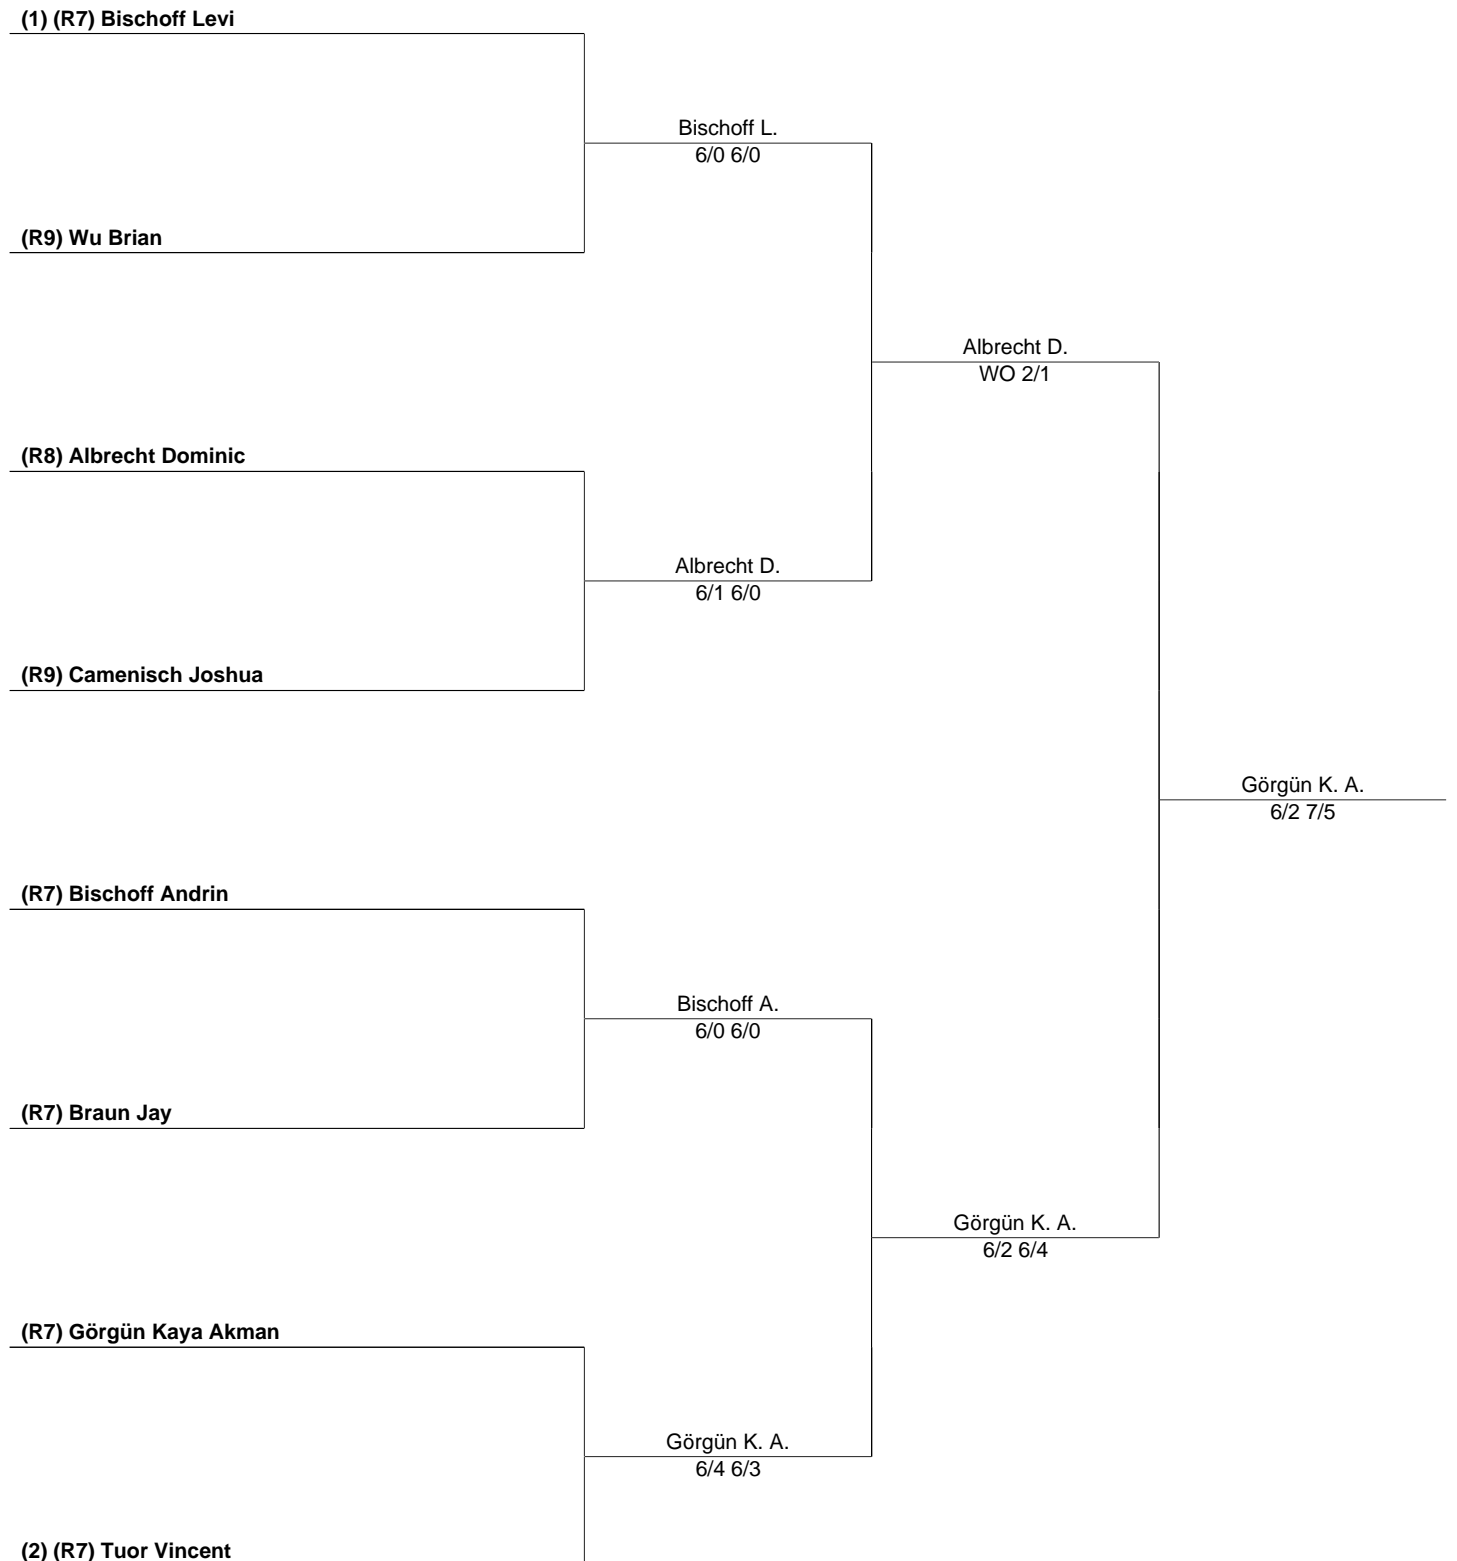 (1) (R7) Bischoff Levi
Bischoff L.
6/0 6/0
(R9) Wu Brian
Albrecht D.
WO 2/1
(R8) Albrecht Dominic
Albrecht D.
6/1 6/0
(R9) Camenisch Joshua
Görgün K. A.
6/2 7/5
(R7) Bischoff Andrin
Bischoff A.
6/0 6/0
(R7) Braun Jay
Görgün K. A.
6/2 6/4
(R7) Görgün Kaya Akman
Görgün K. A.
6/4 6/3
(2) (R7) Tuor Vincent